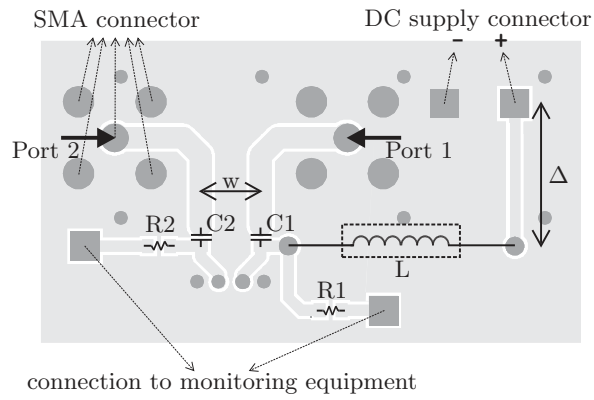 SMA connector
DC supply connector
- +
Port 2
Port 1
w
Δ
R2
C2
C1
L
R1
connection to monitoring equipment